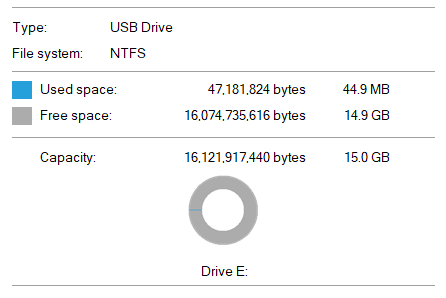 Type: USB Drive
File system: NTFS
Used space: 47,181,824 bytes 44.9 MB
Free space: 16,074,735,616 bytes 14.9 GB
Capacity: 16,121,917,440 bytes 15.0 GB
Drive E: